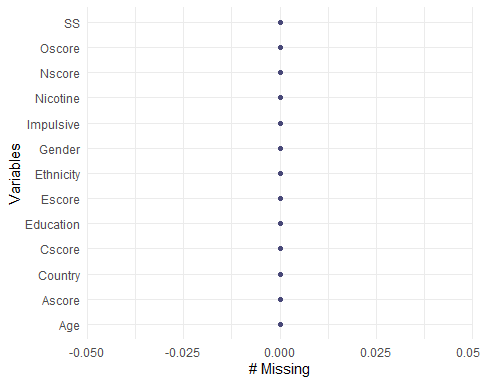 SS
Oscore
Nscore
Nicotine
Impulsive
Gender
Ethnicity
Escore
Education
Cscore
Country
Ascore
Age
Variables
-0.050 -0.025 0.000 0.025 0.05
# Missing